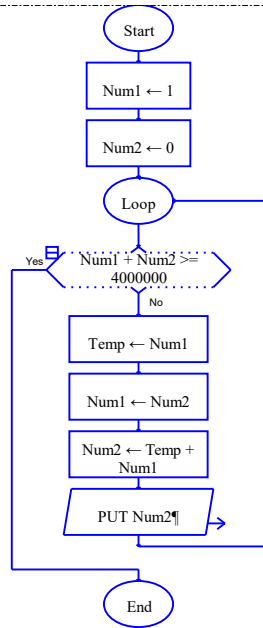 Start
Num1 ← 1
Num2 ← 0
Loop
Num1 + Num2 >=
4000000
Yes
No
Temp ← Num1
Num1 ← Num2
Num2 ← Temp +
Num1
PUT Num2¶
End